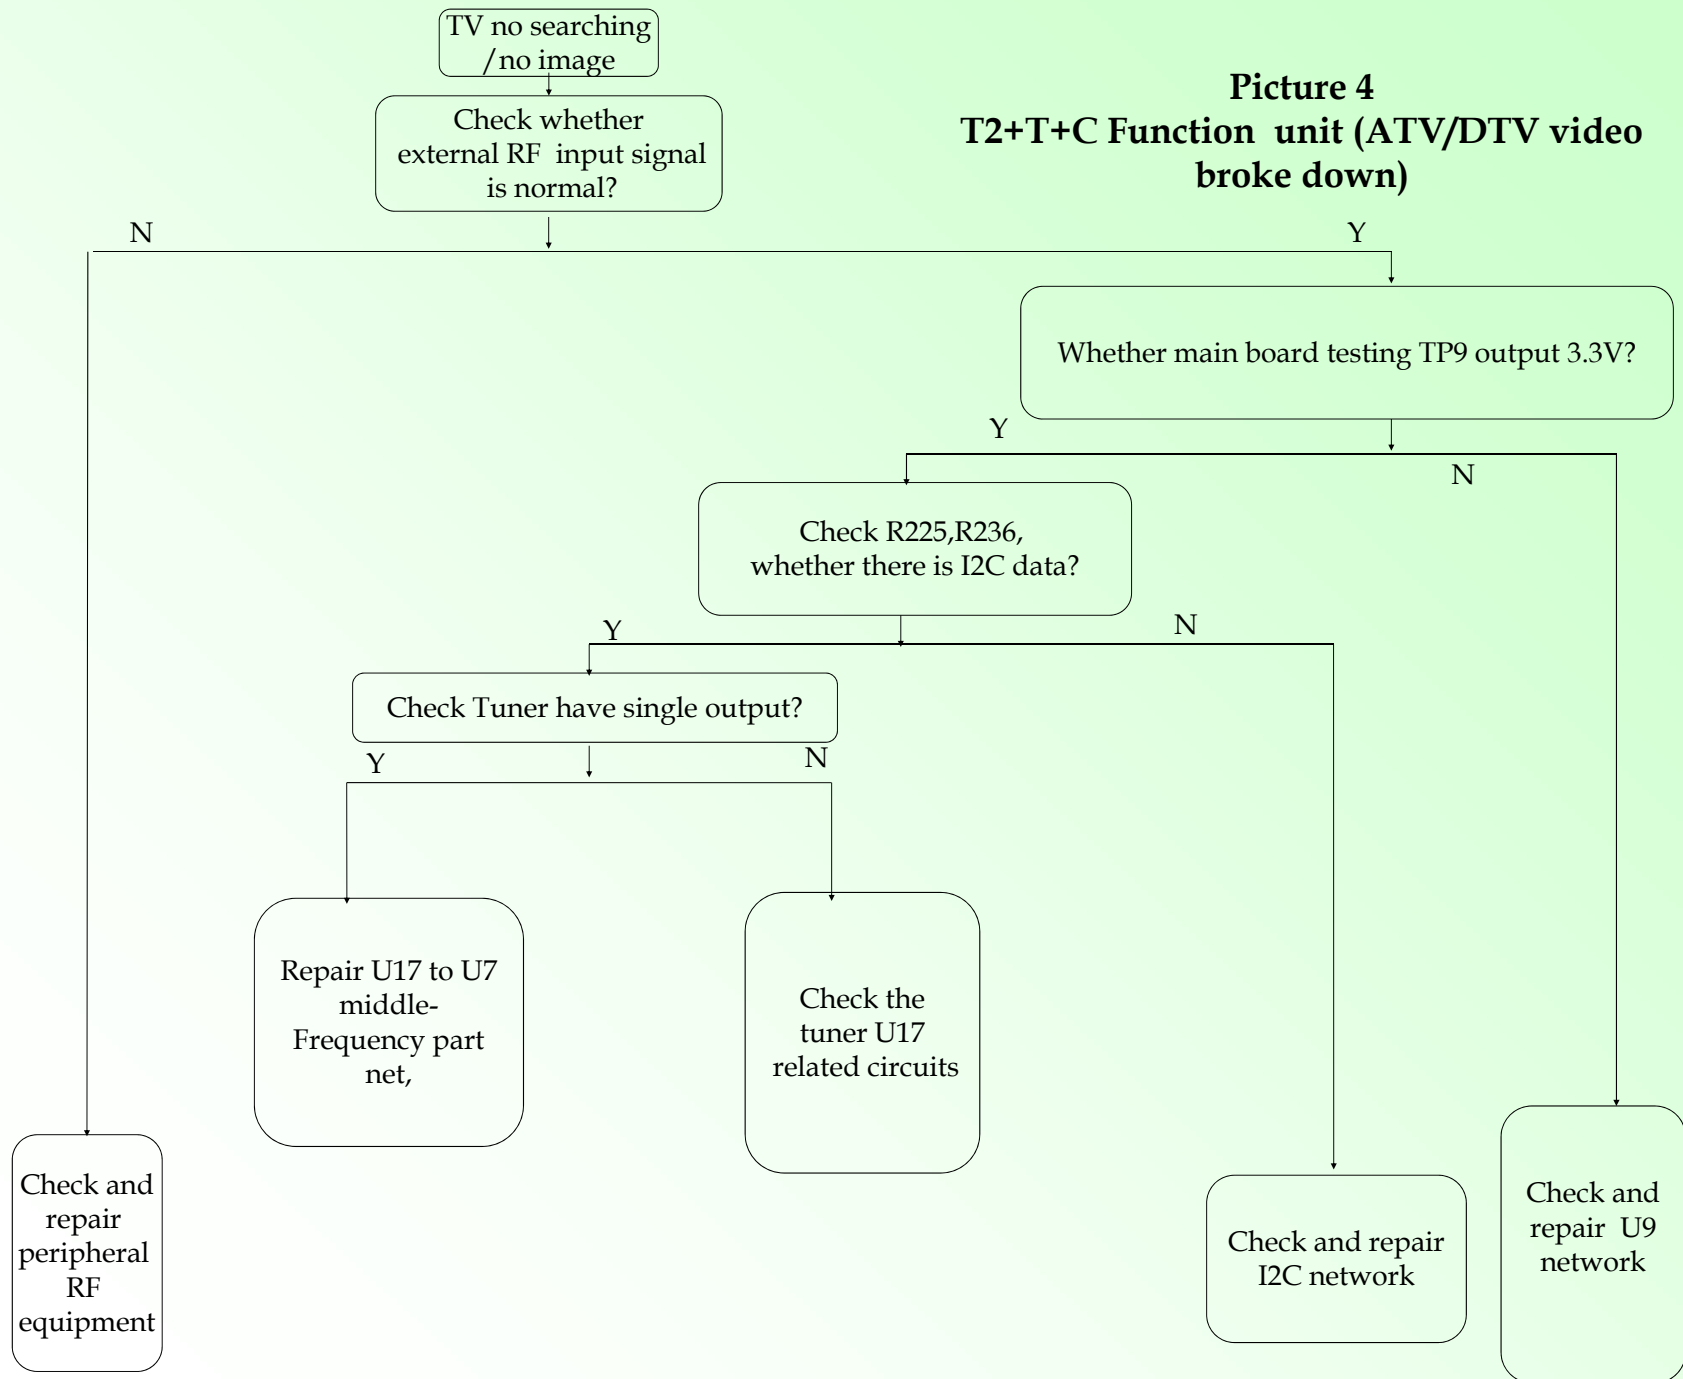 TV no searching
/no image
Picture 4
T2+T+C Function unit (ATV/DTV video
broke down)
Check whether
external RF input signal
is normal?
N
Y
Whether main board testing TP9 output 3.3V?
Y
N
Check R225,R236,
whether there is I2C data?
Y
N
Check Tuner have single output?
Y
N
Repair U17 to U7
middle-
Frequency part
net,
Check the
tuner U17
related circuits
Check and
repair
peripheral
RF
equipment
Check and repair
I2C network
Check and
repair U9
network